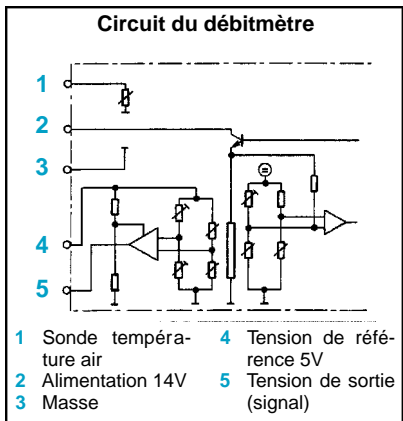 Circuit du débitmètre
1
2
3
4
5
=
1 Sonde tempéra-
ture air
2 Alimentation 14V
3 Masse
4 Tension de réfé-
rence 5V
5 Tension de sortie
(signal)